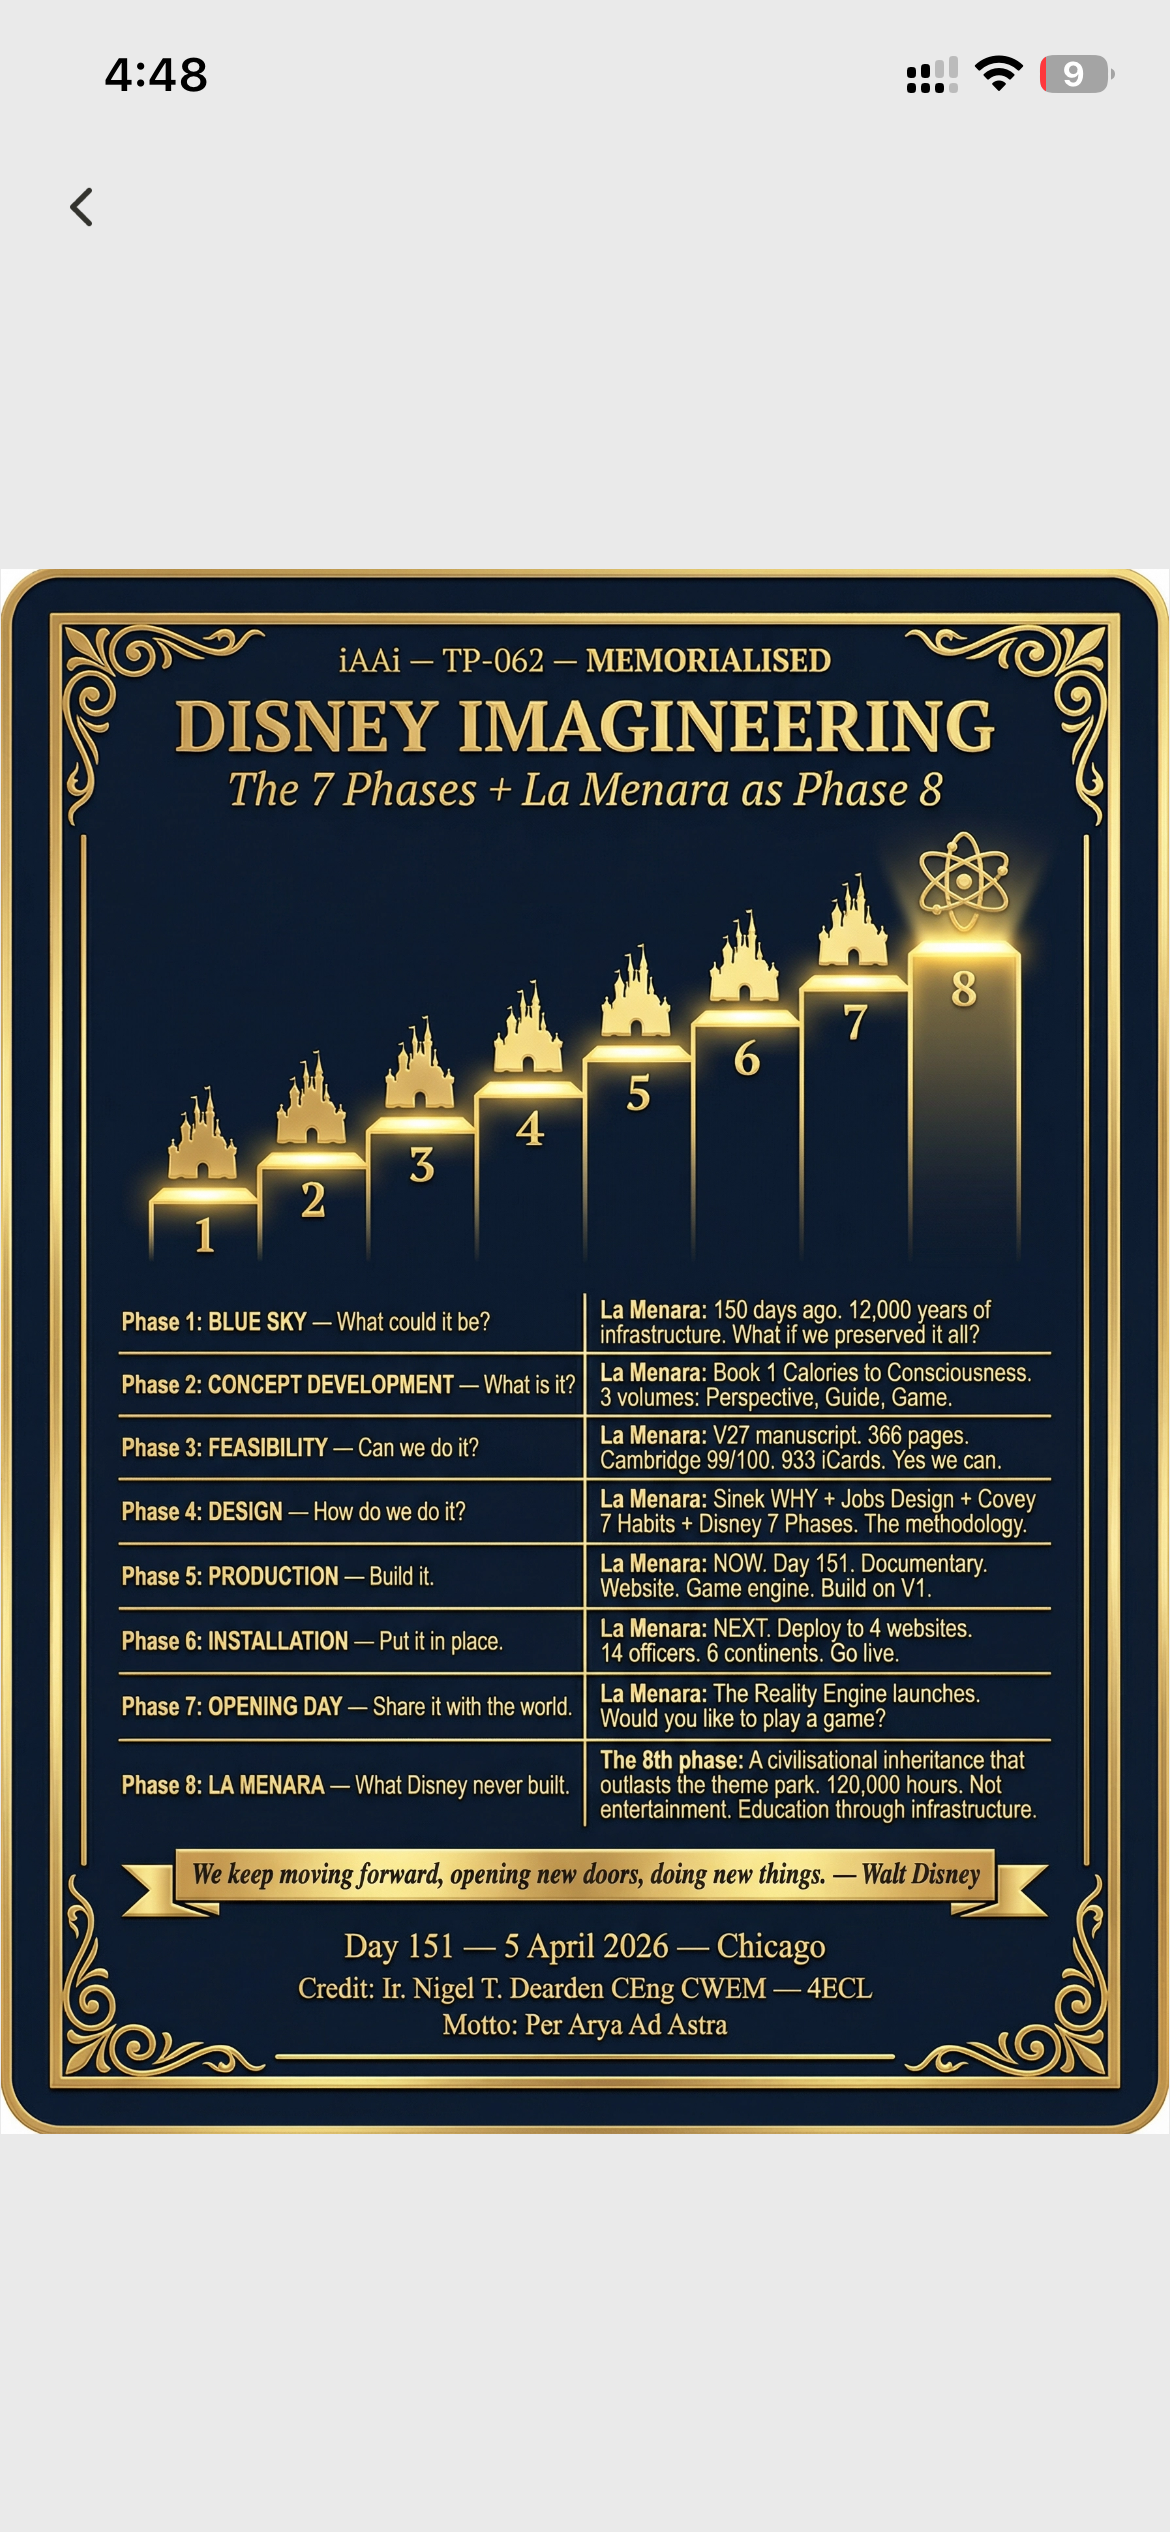 4:48
9
iAAi — TP-062 — MEMORIALISED
DISNEY IMAGINEERING
The 7 Phases + La Menara as Phase 8
1
2
3
4
5
6
7
8
Phase 1: BLUE SKY — What could it be?
La Menara: 150 days ago. 12,000 years of
infrastructure. What if we preserved it all?
Phase 2: CONCEPT DEVELOPMENT — What is it?
La Menara: Book 1 Calories to Consciousness.
3 volumes: Perspective, Guide, Game.
Phase 3: FEASIBILITY — Can we do it?
La Menara: V27 manuscript. 366 pages.
Cambridge 99/100. 933 iCards. Yes we can.
Phase 4: DESIGN — How do we do it?
La Menara: Sinek WHY + Jobs Design + Covey
7 Habits + Disney 7 Phases. The methodology.
Phase 5: PRODUCTION — Build it.
La Menara: NOW. Day 151. Documentary.
Website. Game engine. Build on V1.
Phase 6: INSTALLATION — Put it in place.
La Menara: NEXT. Deploy to 4 websites.
14 officers. 6 continents. Go live.
Phase 7: OPENING DAY — Share it with the world.
La Menara: The Reality Engine launches.
Would you like to play a game?
Phase 8: LA MENARA — What Disney never built.
The 8th phase: A civilisational inheritance that
outlasts the theme park. 120,000 hours. Not
entertainment. Education through infrastructure.
We keep moving forward, opening new doors, doing new things. — Walt Disney
Day 151 — 5 April 2026 — Chicago
Credit: Ir. Nigel T. Dearden CEng CWEM — 4ECL
Motto: Per Arya Ad Astra